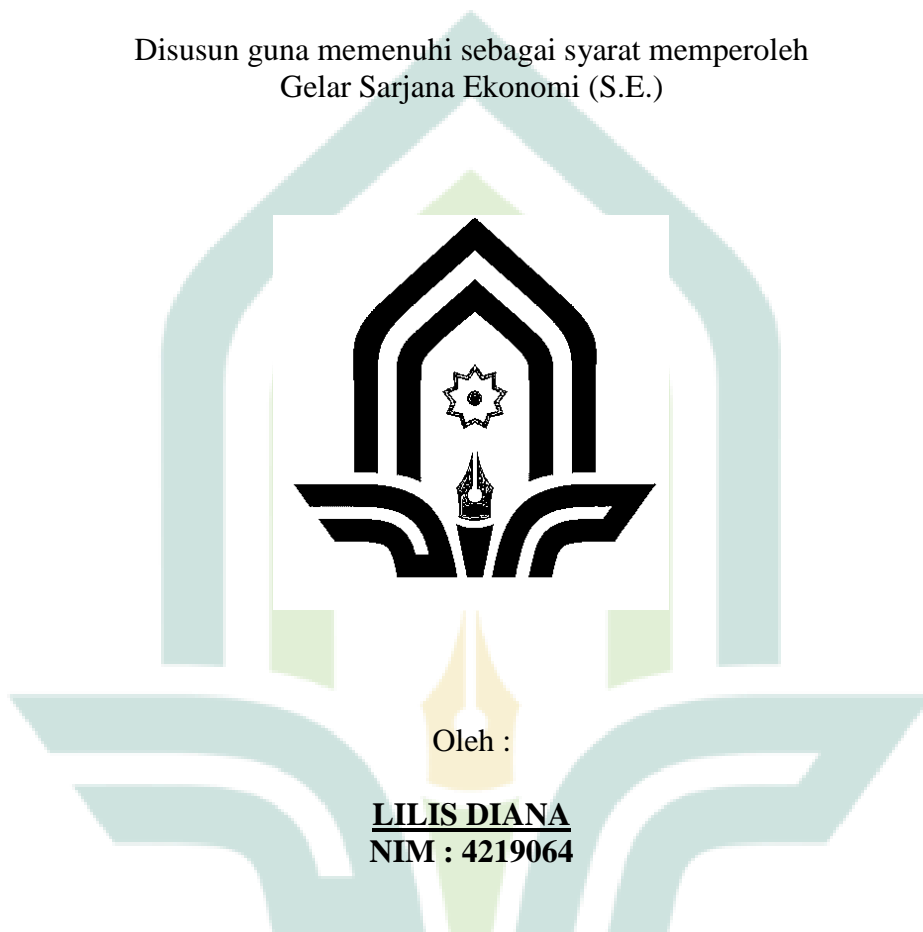 Disusun guna memenuhi sebagai syarat memperoleh
Gelar Sarjana Ekonomi (S.E.)
Oleh :
LILIS DIANA
NIM : 4219064